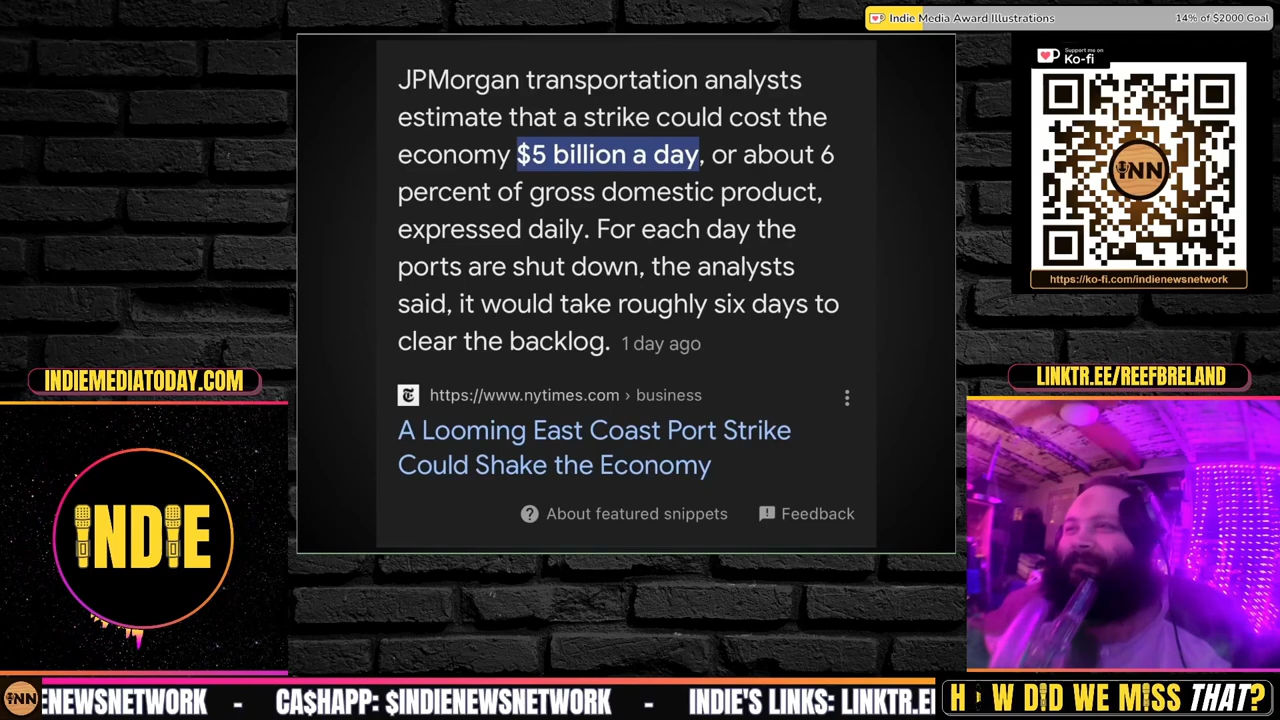 Indie Media Award Illustrations
14% of $2000 Goal
JPMorgan transportation analysts
estimate that a strike could cost the
economy $5 billion a day, or about 6
percent of gross domestic product,
expressed daily. For each day the
ports are shut down, the analysts
said, it would take roughly six days to
clear the backlog. 1 day ago
https://www.nytimes.com › business
A Looming East Coast Port Strike
Could Shake the Economy
About featured snippets
Feedback
Support me on
Ko-fi
INN
https://ko-fi.com/indienewsnetwork
INDIEMEDIATODAY.COM
LINKTR.EE/REEFBRELAND
INDIE
INN
ENEWSNETWORK - CA$HAPP: $INDIENEWSNETWORK - INDIE'S LINKS: LINKTR.EI
HOW DID WE MISS THAT?